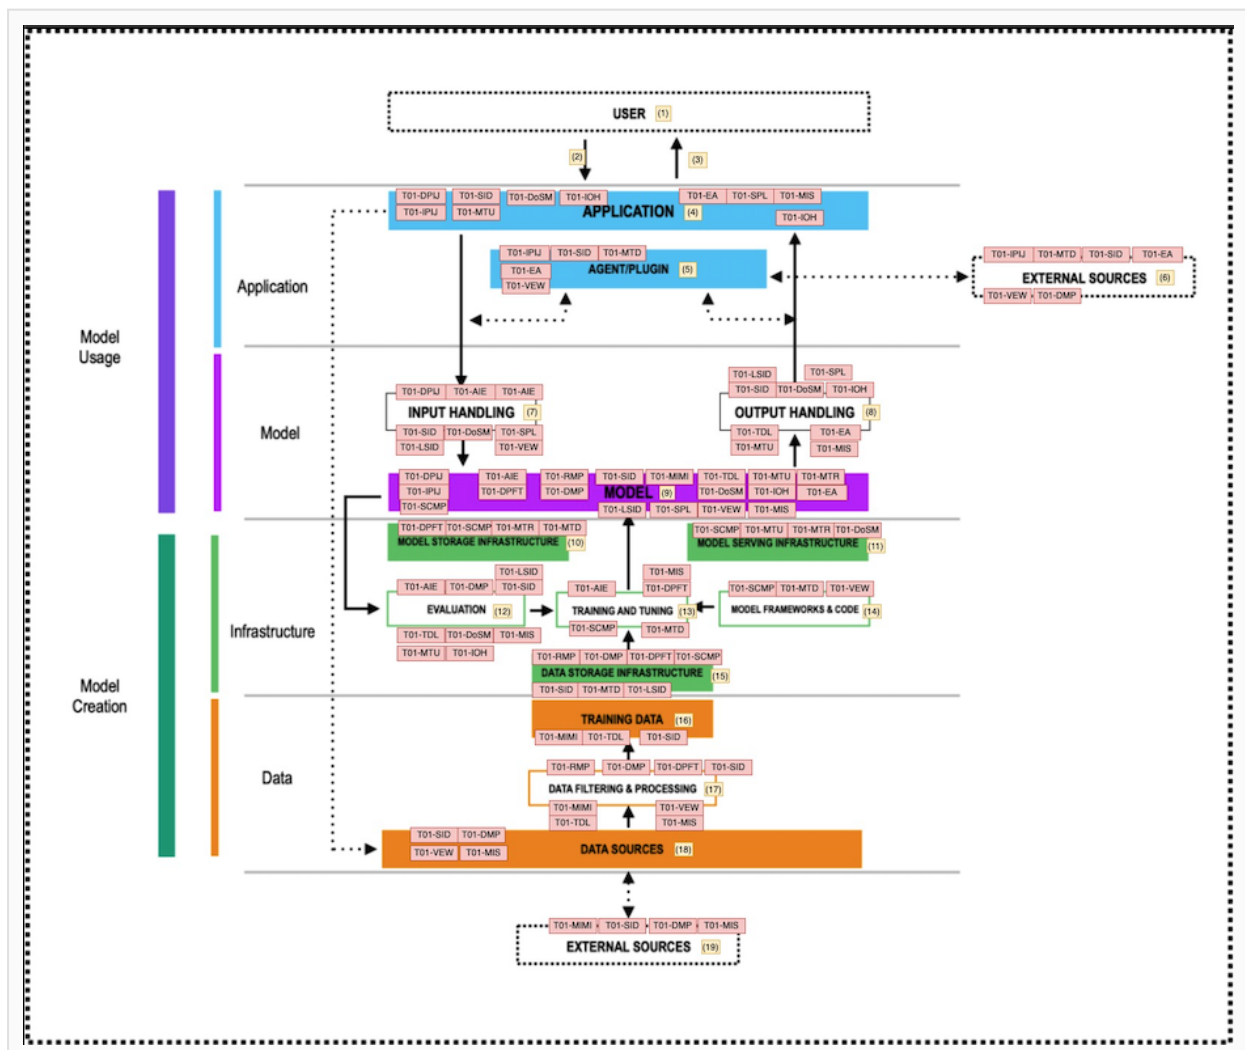 USER (1)
(2) (3)
T01-DPIJ T01-SID T01-DoSM T01-IOH T01-EA T01-SPL T01-MIS
T01-IPIJ T01-MTU APPLICATION (4) T01-IOH
T01-IPIJ T01-SID T01-MTD
T01-EA AGENT/PLUGIN (5)
T01-VEW
T01-IPIJ T01-MTD T01-SID T01-EA
EXTERNAL SOURCES (6)
T01-VEW T01-DMP
Application
Model
Usage
T01-DPIJ T01-AIE T01-AIE
INPUT HANDLING (7)
T01-SID T01-DoSM T01-SPL
T01-LSID T01-VEW
T01-LSID T01-SPL
T01-SID T01-DoSM T01-IOH
OUTPUT HANDLING (8)
T01-TDL T01-EA
T01-MTU T01-MIS
Model
T01-DPIJ T01-AIE T01-RMP T01-SID T01-MIMI T01-TDL T01-MTU T01-MTR
T01-IPIJ T01-DPFT T01-DMP MODEL (9) T01-DoSM T01-IOH T01-EA
T01-SCMP T01-LSID T01-SPL T01-VEW T01-MIS
T01-DPFT T01-SCMP T01-MTR T01-MTD
MODEL STORAGE INFRASTRUCTURE (10)
T01-SCMP T01-MTU T01-MTR T01-DoSM
MODEL SERVING INFRASTRUCTURE (11)
T01-LSID
T01-AIE T01-DMP T01-SID
EVALUATION (12)
T01-TDL T01-DoSM T01-MIS
T01-MTU T01-IOH
T01-MIS
T01-AIE T01-DPFT
TRAINING AND TUNING (13)
T01-SCMP T01-MTD
T01-SCMP T01-MTD T01-VEW
MODEL FRAMEWORKS & CODE (14)
Infrastructure
T01-RMP T01-DMP T01-DPFT T01-SCMP
DATA STORAGE INFRASTRUCTURE (15)
T01-SID T01-MTD T01-LSID
Model
Creation
TRAINING DATA (16)
T01-MIMI T01-TDL T01-SID
Data
T01-RMP T01-DMP T01-DPFT T01-SID
DATA FILTERING & PROCESSING (17)
T01-MIMI T01-VEW
T01-TDL T01-MIS
T01-SID T01-DMP
T01-VEW T01-MIS
DATA SOURCES (18)
T01-MIMI T01-SID T01-DMP T01-MIS
EXTERNAL SOURCES (19)